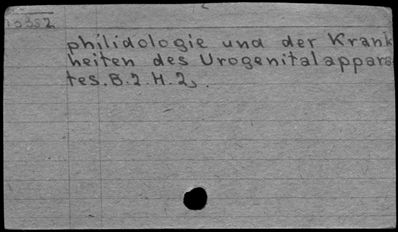 philidologie und der Krank
heiten des Urogenitalappara
tes. B. 2. H. 2.